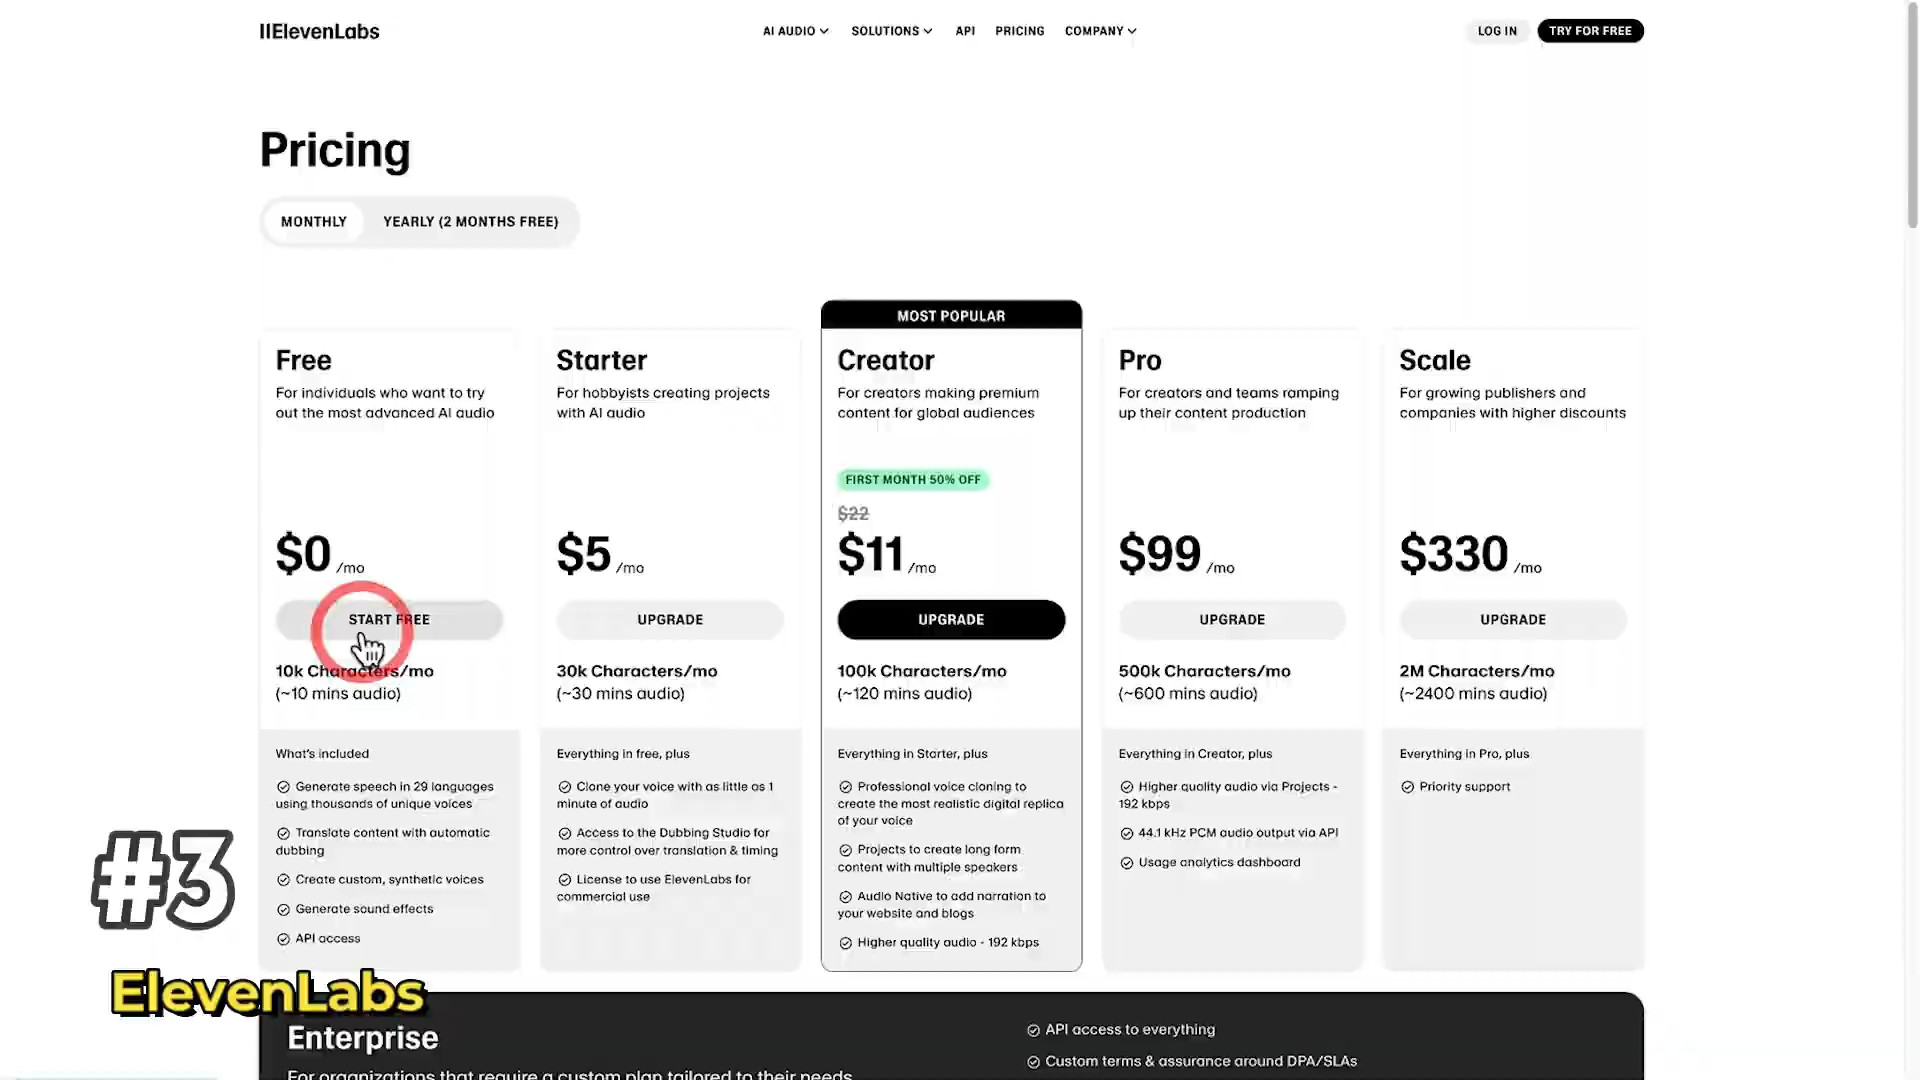 IIElevenLabs
AI AUDIO
SOLUTIONS
API
PRICING
COMPANY
LOG IN
TRY FOR FREE
Pricing
MONTHLY
YEARLY (2 MONTHS FREE)
Free
For individuals who want to try
out the most advanced AI audio
$0 /mo
START FREE
10k Characters/mo
(~10 mins audio)
What's included
Generate speech in 29 languages
using thousands of unique voices
Translate content with automatic
dubbing
Create custom, synthetic voices
Generate sound effects
API access
Starter
For hobbyists creating projects
with AI audio
$5 /mo
UPGRADE
30k Characters/mo
(~30 mins audio)
Everything in free, plus
Clone your voice with as little as 1
minute of audio
Access to the Dubbing Studio for
more control over translation & timing
License to use ElevenLabs for
commercial use
MOST POPULAR
Creator
For creators making premium
content for global audiences
FIRST MONTH 50% OFF
$22
$11 /mo
UPGRADE
100k Characters/mo
(~120 mins audio)
Everything in Starter, plus
Professional voice cloning to
create the most realistic digital replica
of your voice
Projects to create long form
content with multiple speakers
Audio Native to add narration to
your website and blogs
Higher quality audio - 192 kbps
Pro
For creators and teams ramping
up their content production
$99 /mo
UPGRADE
500k Characters/mo
(~600 mins audio)
Everything in Creator, plus
Higher quality audio via Projects -
192 kbps
44.1 kHz PCM audio output via API
Usage analytics dashboard
Scale
For growing publishers and
companies with higher discounts
$330 /mo
UPGRADE
2M Characters/mo
(~2400 mins audio)
Everything in Pro, plus
Priority support
#3
ElevenLabs
Enterprise
For organizations that require a custom plan tailored to their needs
API access to everything
Custom terms & assurance around DPA/SLAs